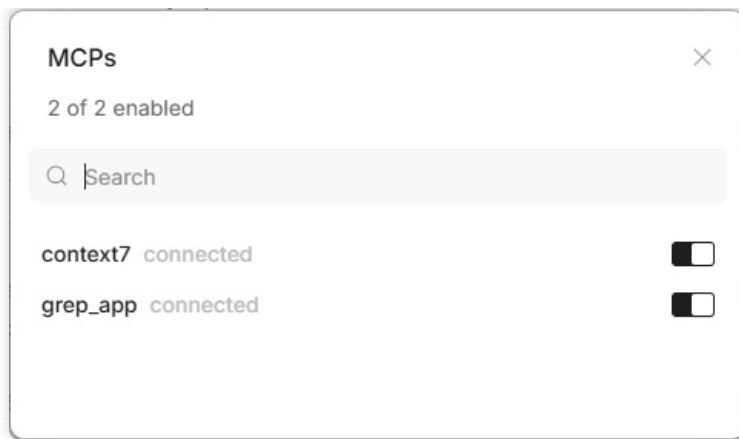 MCPs
2 of 2 enabled
Search
context7 connected
grep_app connected